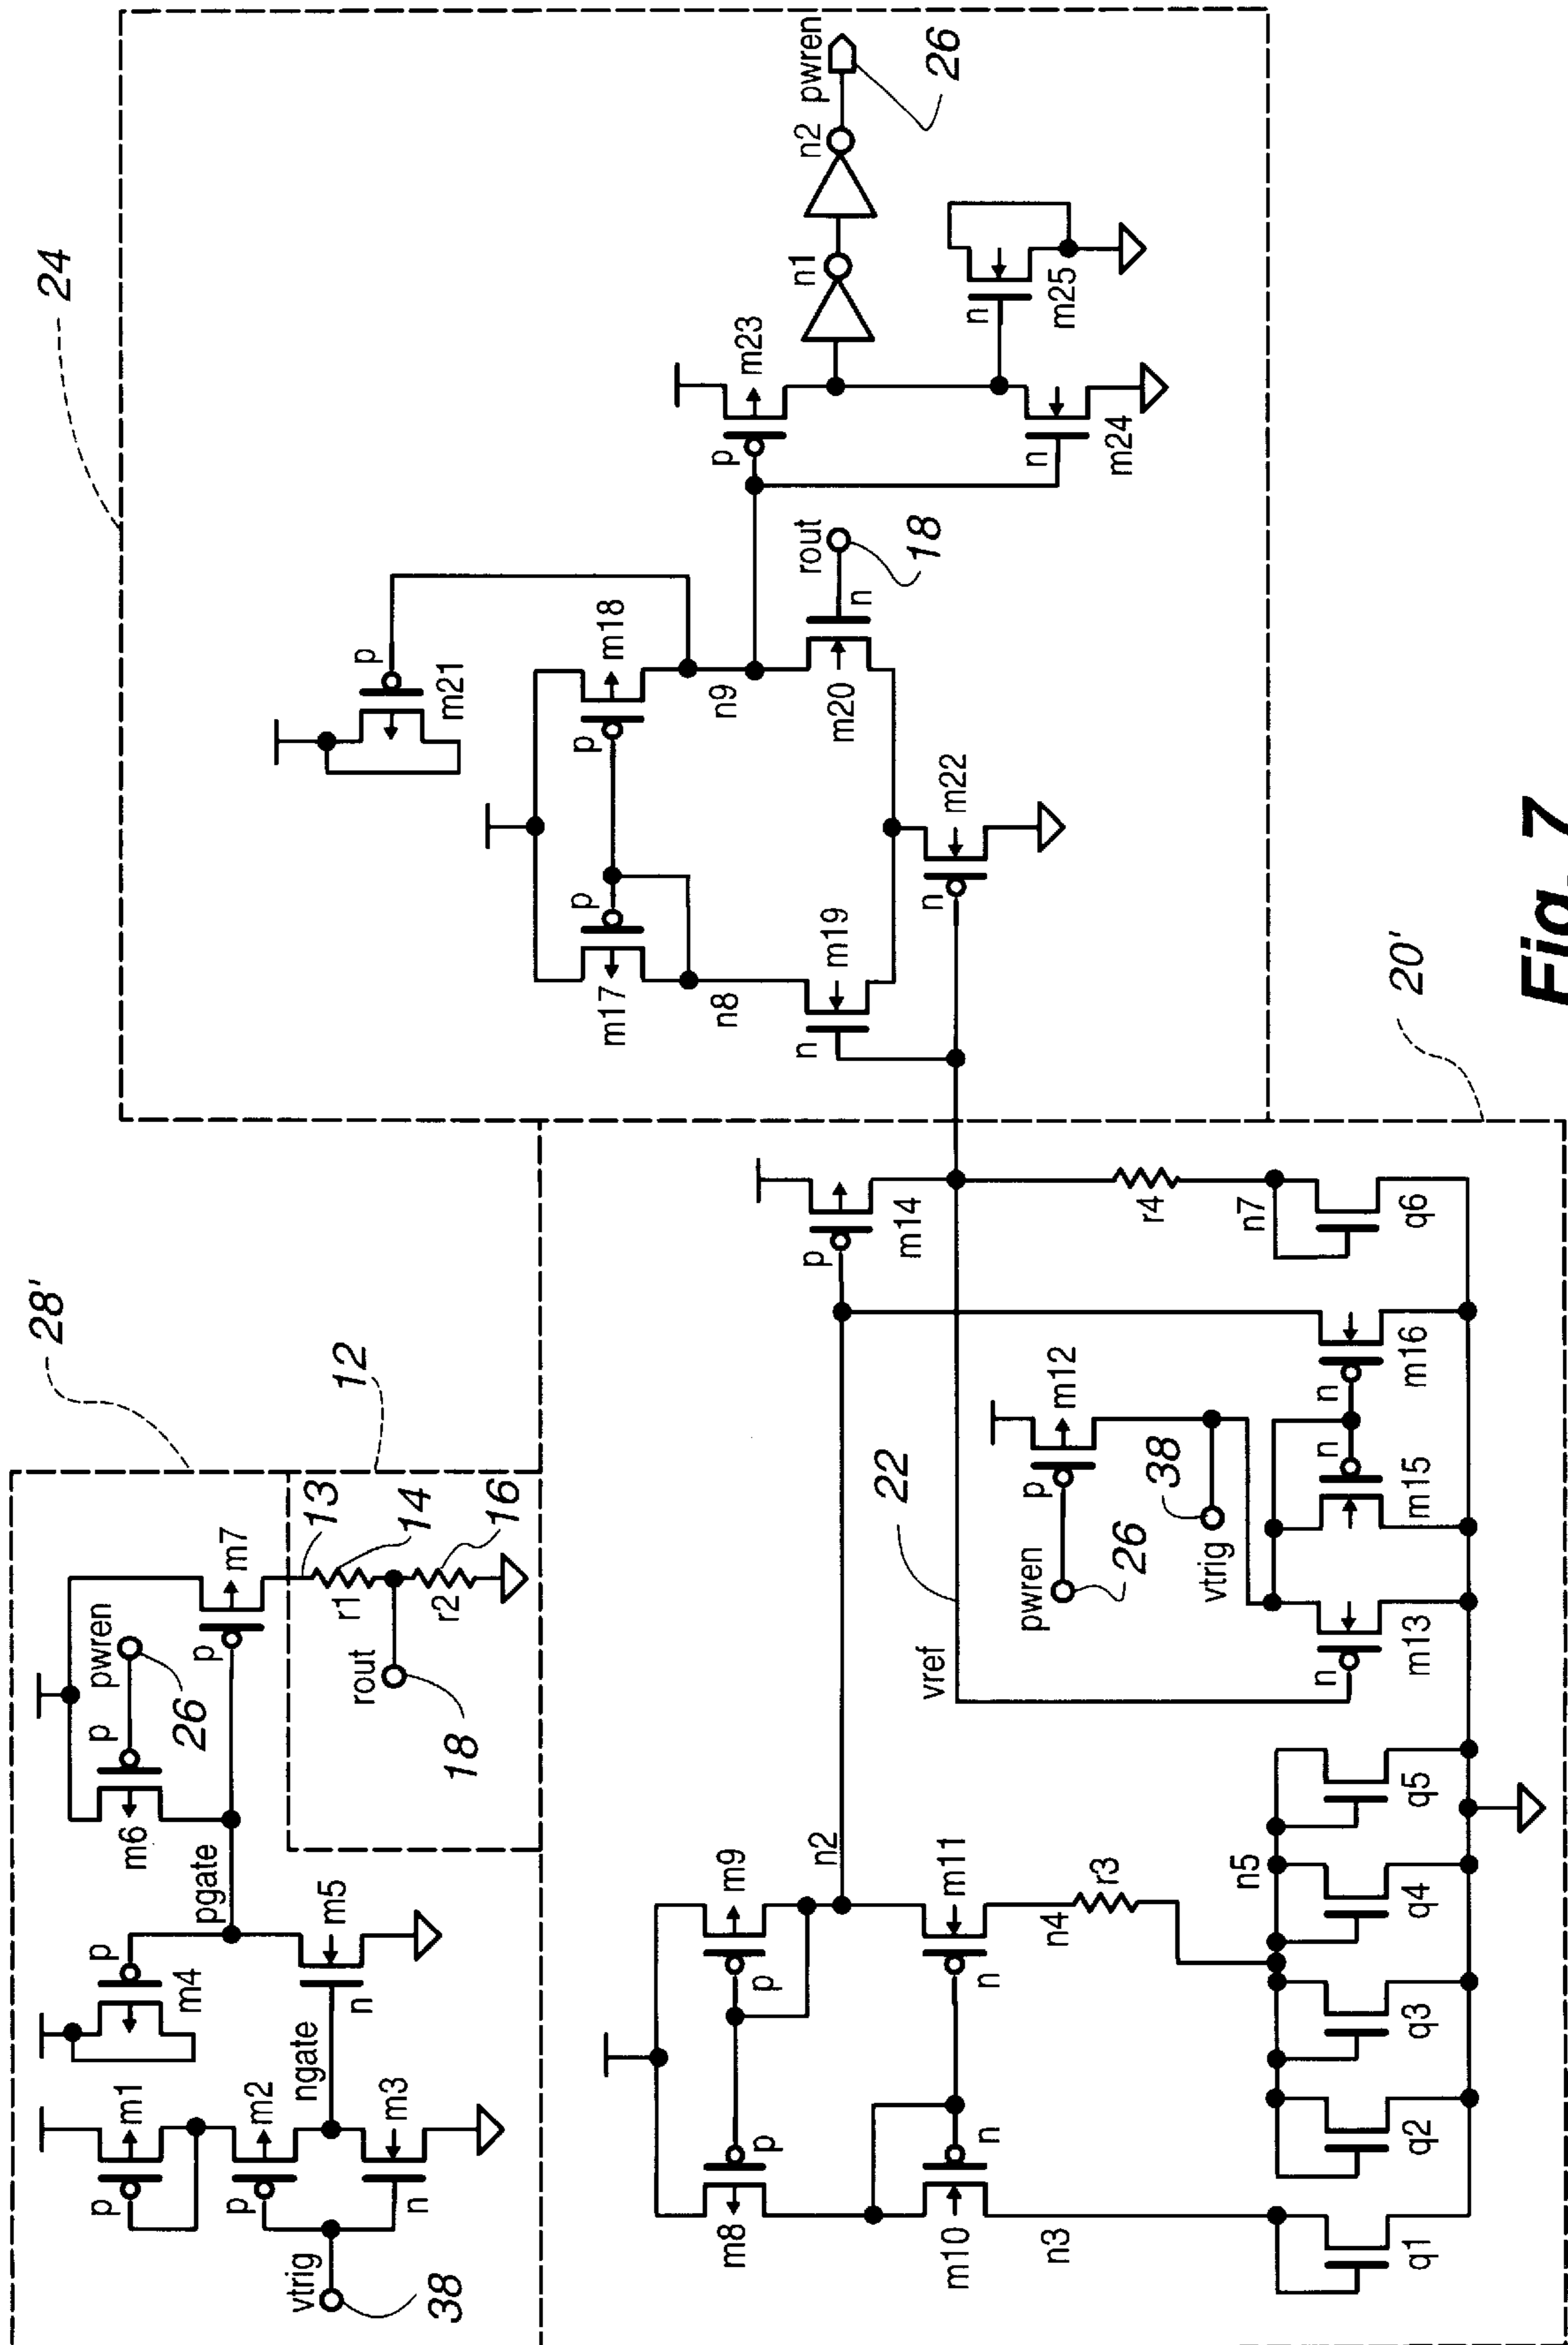 28'
24
12
m1
p
m2
p
ngate
m3
n
vtrig
38
p
m4
pgate
m5
n
m6
p
pwren
26
m7
p
13
14
r1
16
r2
rout
18
p
m21
m17
p
p
m18
n8
n9
n
m19
m20
n
rout
18
n
m22
p
m23
n
m24
n1
n2
pwren
26
n
m25
m8
p
m9
p
n2
m10
n
m11
n
n3
n4
r3
n5
q1
q2
q3
q4
q5
vref
22
pwren
26
p
m12
vtrig
38
n
m13
n
m15
n
m16
p
m14
r4
n7
q6
20'
Fig. 7